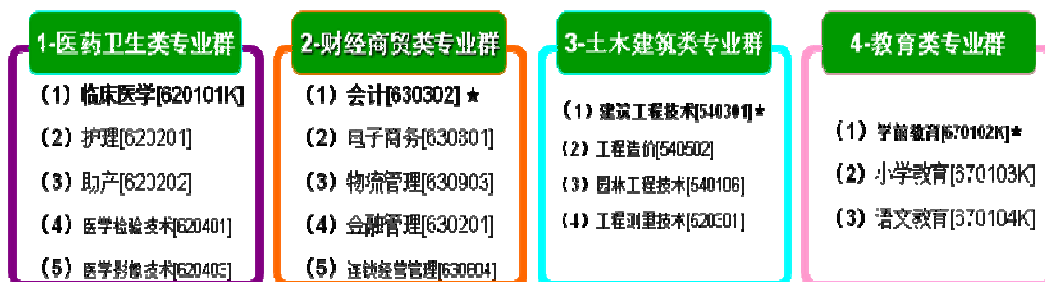 1-医药卫生类专业群
（1）临床医学[620101K]
（2）护理[620201]
（3）助产[620202]
（4）医学检验技术[620401]
（5）医学影像技术[620403]
2-财经商贸类专业群
（1）会计[630302] ★
（2）电子商务[630801]
（3）物流管理[630903]
（4）金融管理[630201]
（5）连锁经营管理[630604]
3-土木建筑类专业群
（1）建筑工程技术[540301]★
（2）工程造价[540502]
（3）园林工程技术[540106]
（4）工程测量技术[520301]
4-教育类专业群
（1）学前教育[670102K]★
（2）小学教育[670103K]
（3）语文教育[670104K]